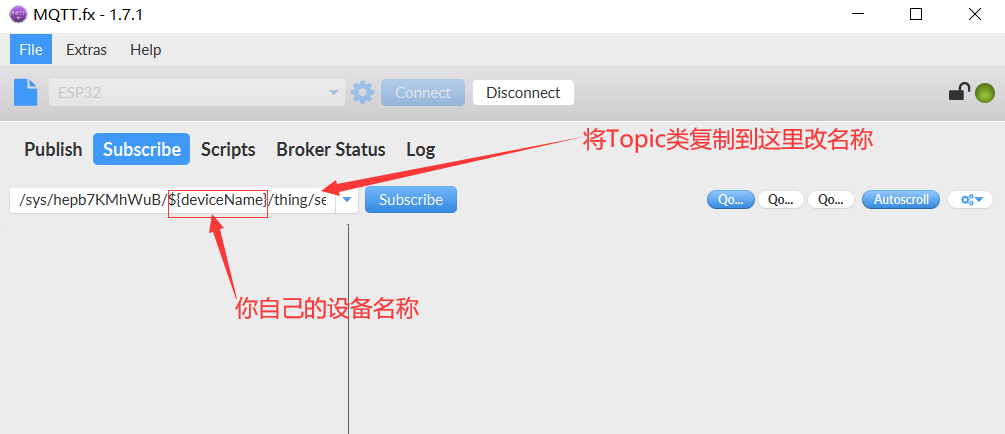 MQTT.fx - 1.7.1
File Extras Help
ESP32 Connect Disconnect
将Topic类复制到这里改名称
Publish Subscribe Scripts Broker Status Log
/sys/hepb7KMhWuB/${deviceName}/thing/se Subscribe Qo... Qo... Qo... Autoscroll
你自己的设备名称